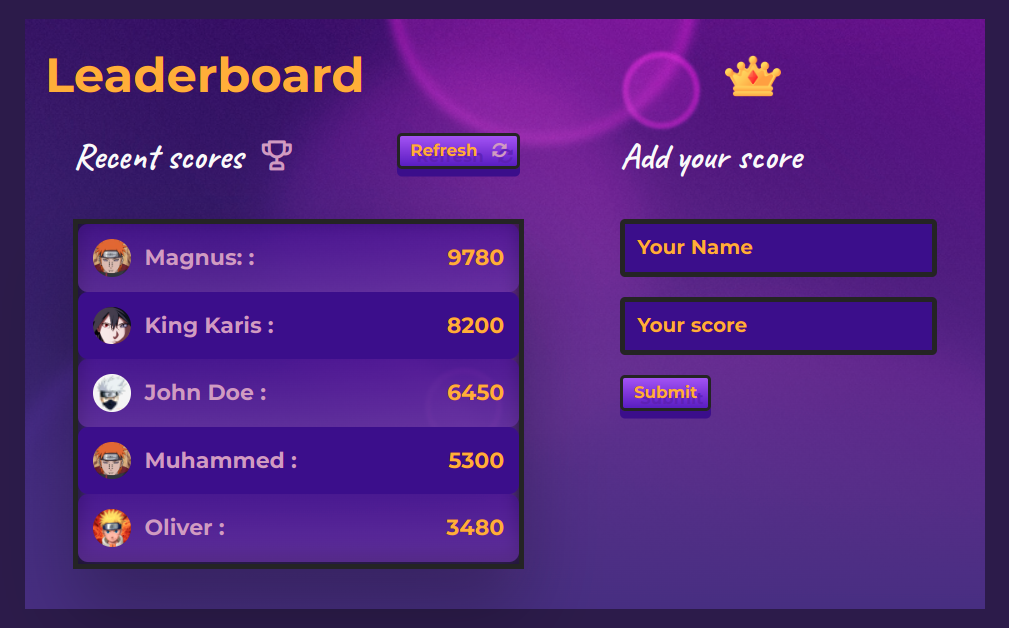 Leaderboard
Recent scores
Refresh
Magnus: : 9780
King Karis : 8200
John Doe : 6450
Muhammed : 5300
Oliver : 3480
Add your score
Your Name
Your score
Submit